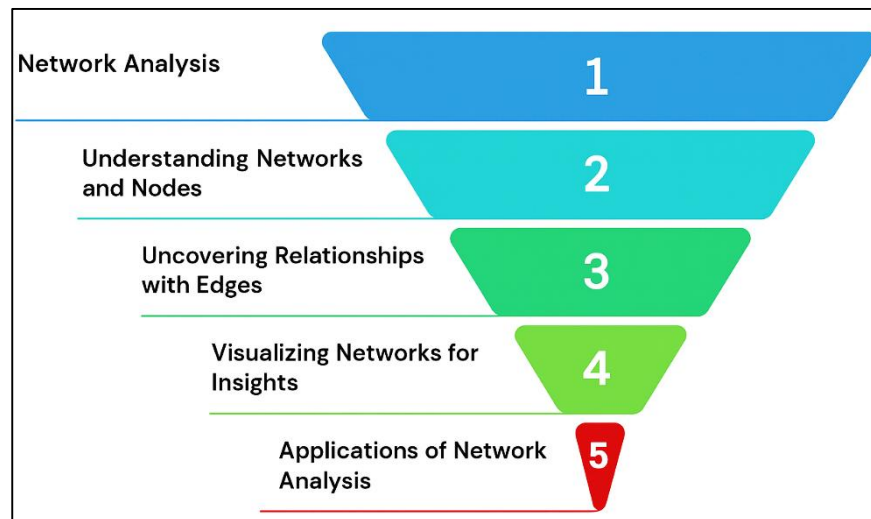 Network Analysis
1
Understanding Networks
and Nodes
2
Uncovering Relationships
with Edges
3
Visualizing Networks for
Insights
4
Applications of Network
Analysis
5